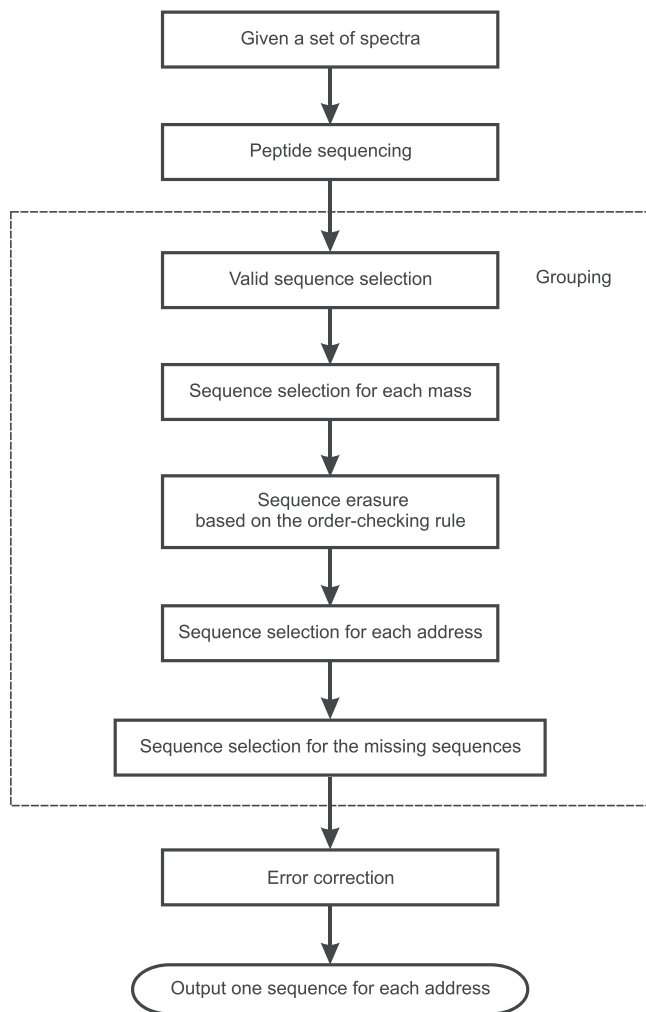 Given a set of spectra
Peptide sequencing
Valid sequence selection
Grouping
Sequence selection for each mass
Sequence erasure
based on the order-checking rule
Sequence selection for each address
Sequence selection for the missing sequences
Error correction
Output one sequence for each address